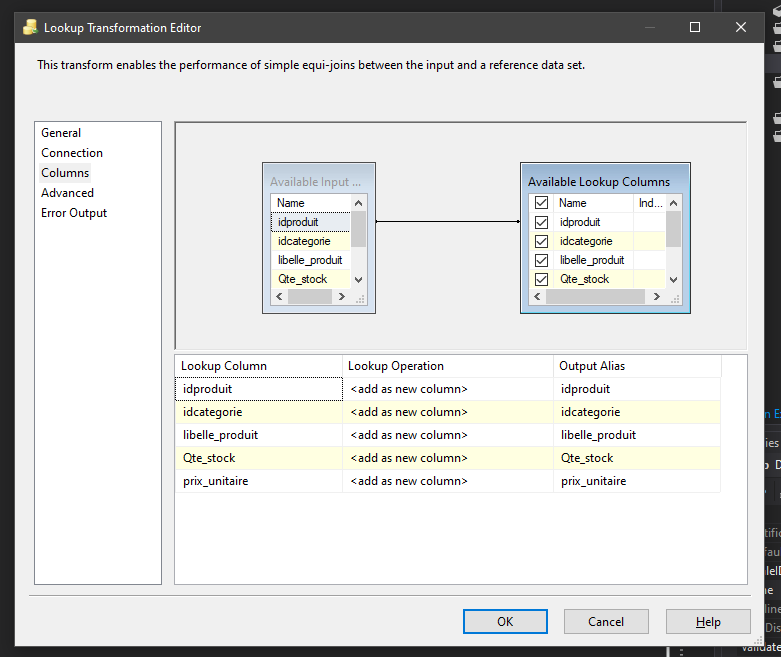 Lookup Transformation Editor
This transform enables the performance of simple equi-joins between the input and a reference data set.
General
Connection
Columns
Advanced
Error Output
Available Input ...
Name
idproduit
idcategorie
libelle_produit
Qte_stock
Available Lookup Columns
Name Ind...
idproduit
idcategorie
libelle_produit
Qte_stock
Lookup Column Lookup Operation Output Alias
idproduit <add as new column> idproduit
idcategorie <add as new column> idcategorie
libelle_produit <add as new column> libelle_produit
Qte_stock <add as new column> Qte_stock
prix_unitaire <add as new column> prix_unitaire
OK Cancel Help